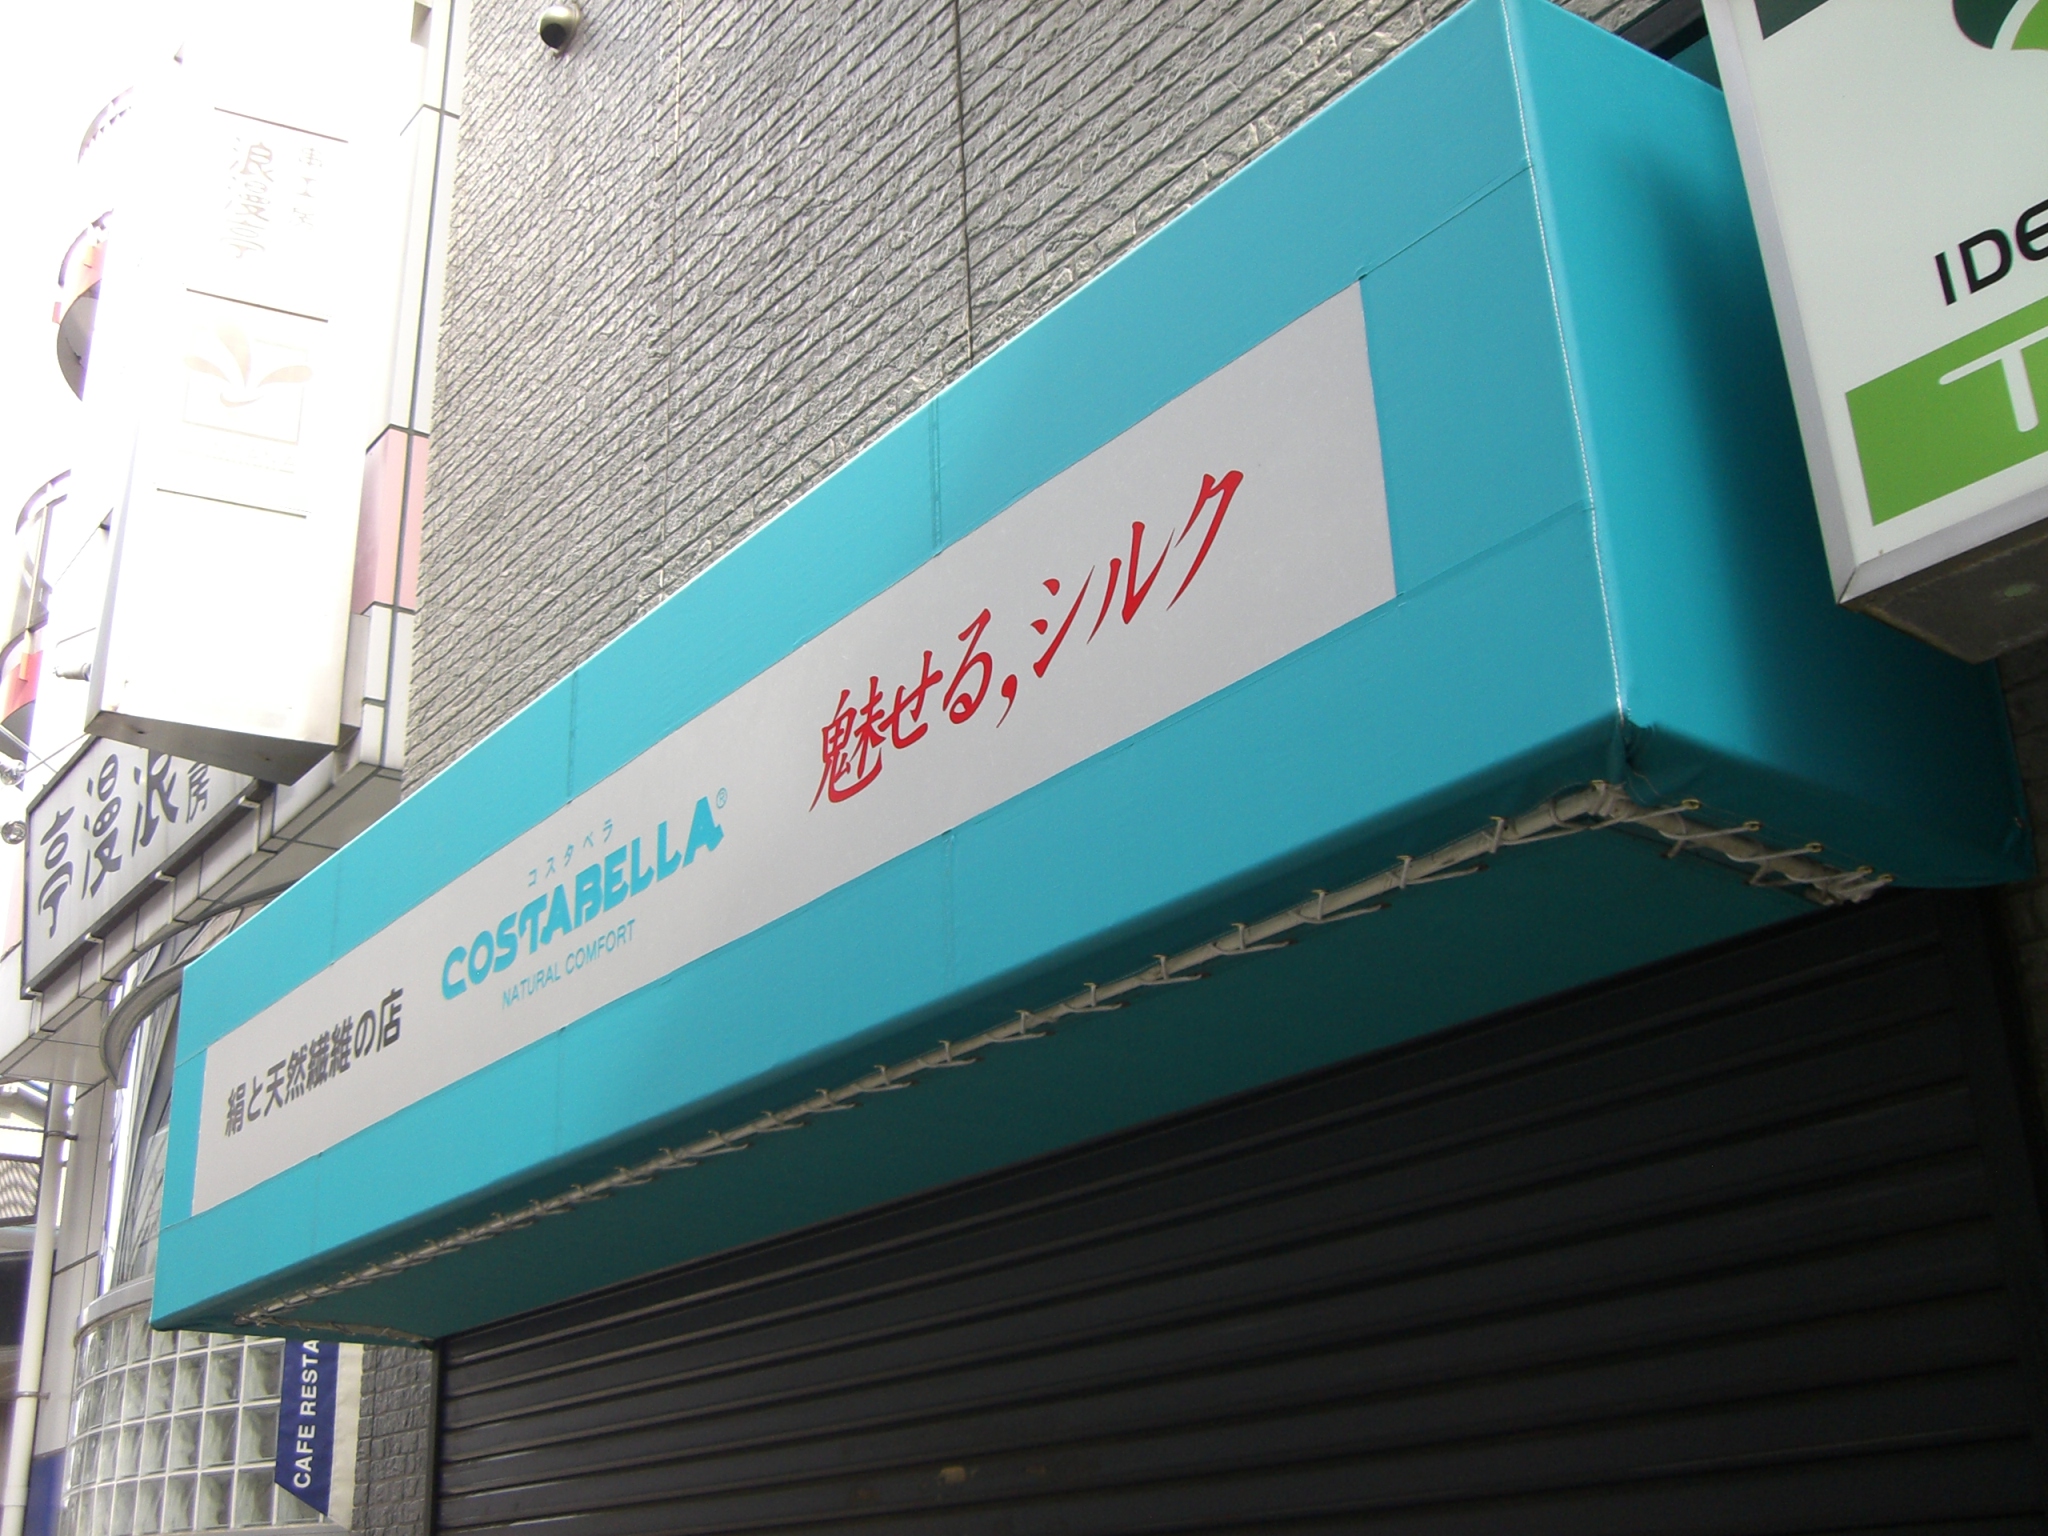 浪漫亭
亭漫浪房
絹と天然繊維の店
コスタベラ
COSTABELLA®
NATURAL COMFORT
魅せる,シルク
IDE
T
CAFE RESTA